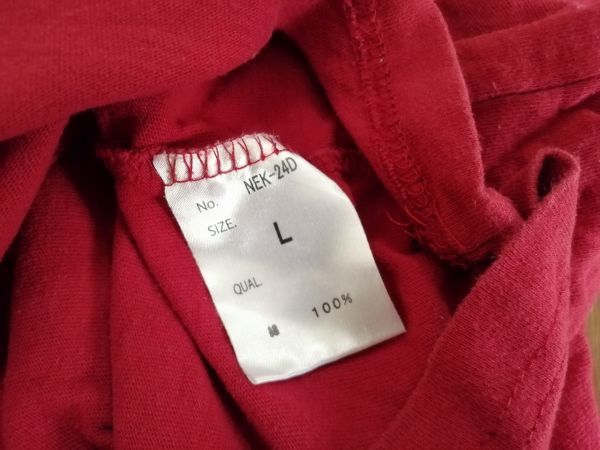 No. NEK-24D
SIZE.
L
QUAL.
100%